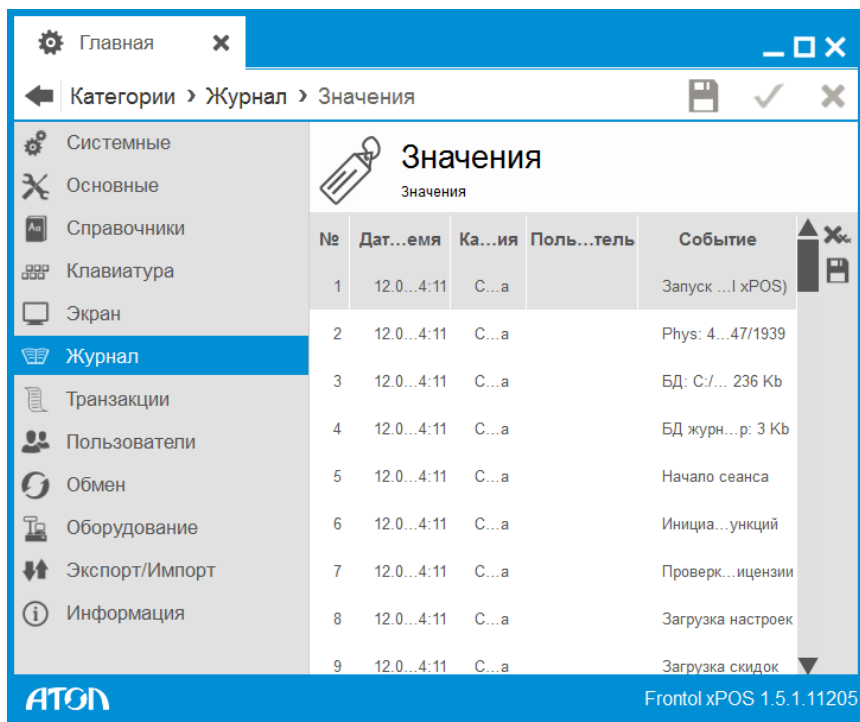 Главная
Категории › Журнал › Значения
Системные
Основные
Справочники
Клавиатура
Экран
Журнал
Транзакции
Пользователи
Обмен
Оборудование
Экспорт/Импорт
Информация
Значения
Значения
№ Дат...емя Ка...ия Поль...тель Событие
1 12.0...4:11 С...а Запуск ...l xPOS)
2 12.0...4:11 С...а Phys: 4...47/1939
3 12.0...4:11 С...а БД: C:/... 236 Kb
4 12.0...4:11 С...а БД журн...р: 3 Kb
5 12.0...4:11 С...а Начало сеанса
6 12.0...4:11 С...а Инициа...ункций
7 12.0...4:11 С...а Проверк...ицензии
8 12.0...4:11 С...а Загрузка настроек
9 12.0...4:11 С...а Загрузка скидок
АТОЛ
Frontol xPOS 1.5.1.11205